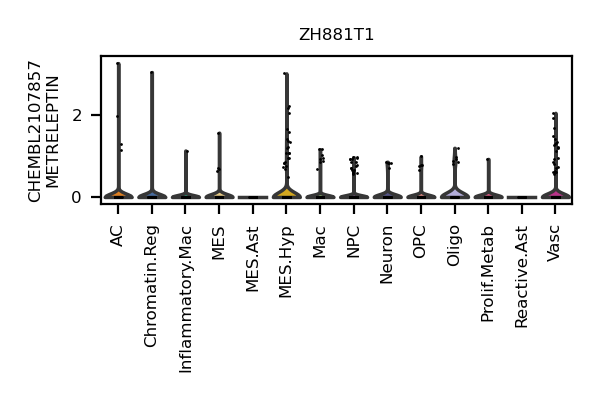 ZH881T1
CHEMBL2107857
METRELEPTIN
2
0
AC
Chromatin.Reg
Inflammatory.Mac
MES
MES.Ast
MES.Hyp
Mac
NPC
Neuron
OPC
Oligo
Prolif.Metab
Reactive.Ast
Vasc